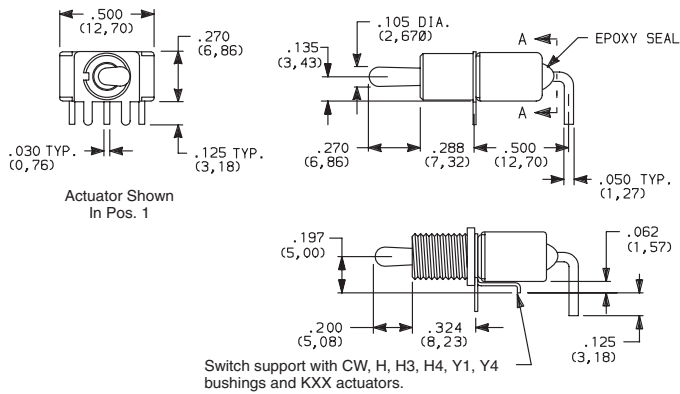 .500
(12,70)
.270
(6,86)
.030 TYP.
(0,76)
.125 TYP.
(3,18)
Actuator Shown
In Pos. 1
.105 DIA.
(2,670)
.135
(3,43)
A
EPOXY SEAL
A
.270
(6,86)
.288
(7,32)
.500
(12,70)
.050 TYP.
(1,27)
.197
(5,00)
.062
(1,57)
.200
(5,08)
.324
(8,23)
.125
(3,18)
Switch support with CW, H, H3, H4, Y1, Y4
bushings and KXX actuators.